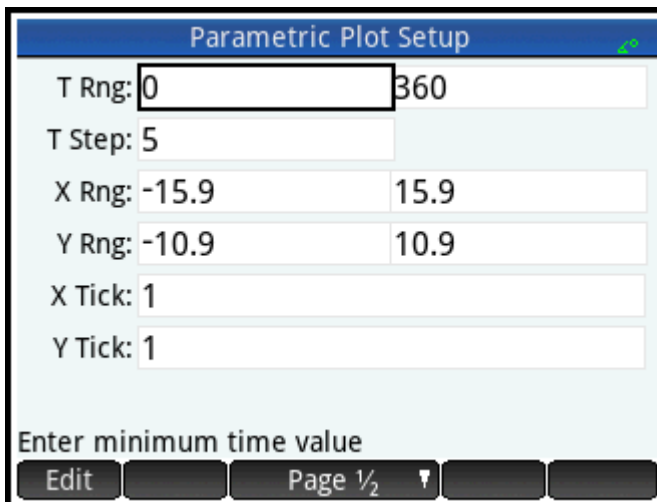 Parametric Plot Setup ∡°
T Rng: 0 360
T Step: 5
X Rng: -15.9 15.9
Y Rng: -10.9 10.9
X Tick: 1
Y Tick: 1
Enter minimum time value
Edit Page ½ ▼